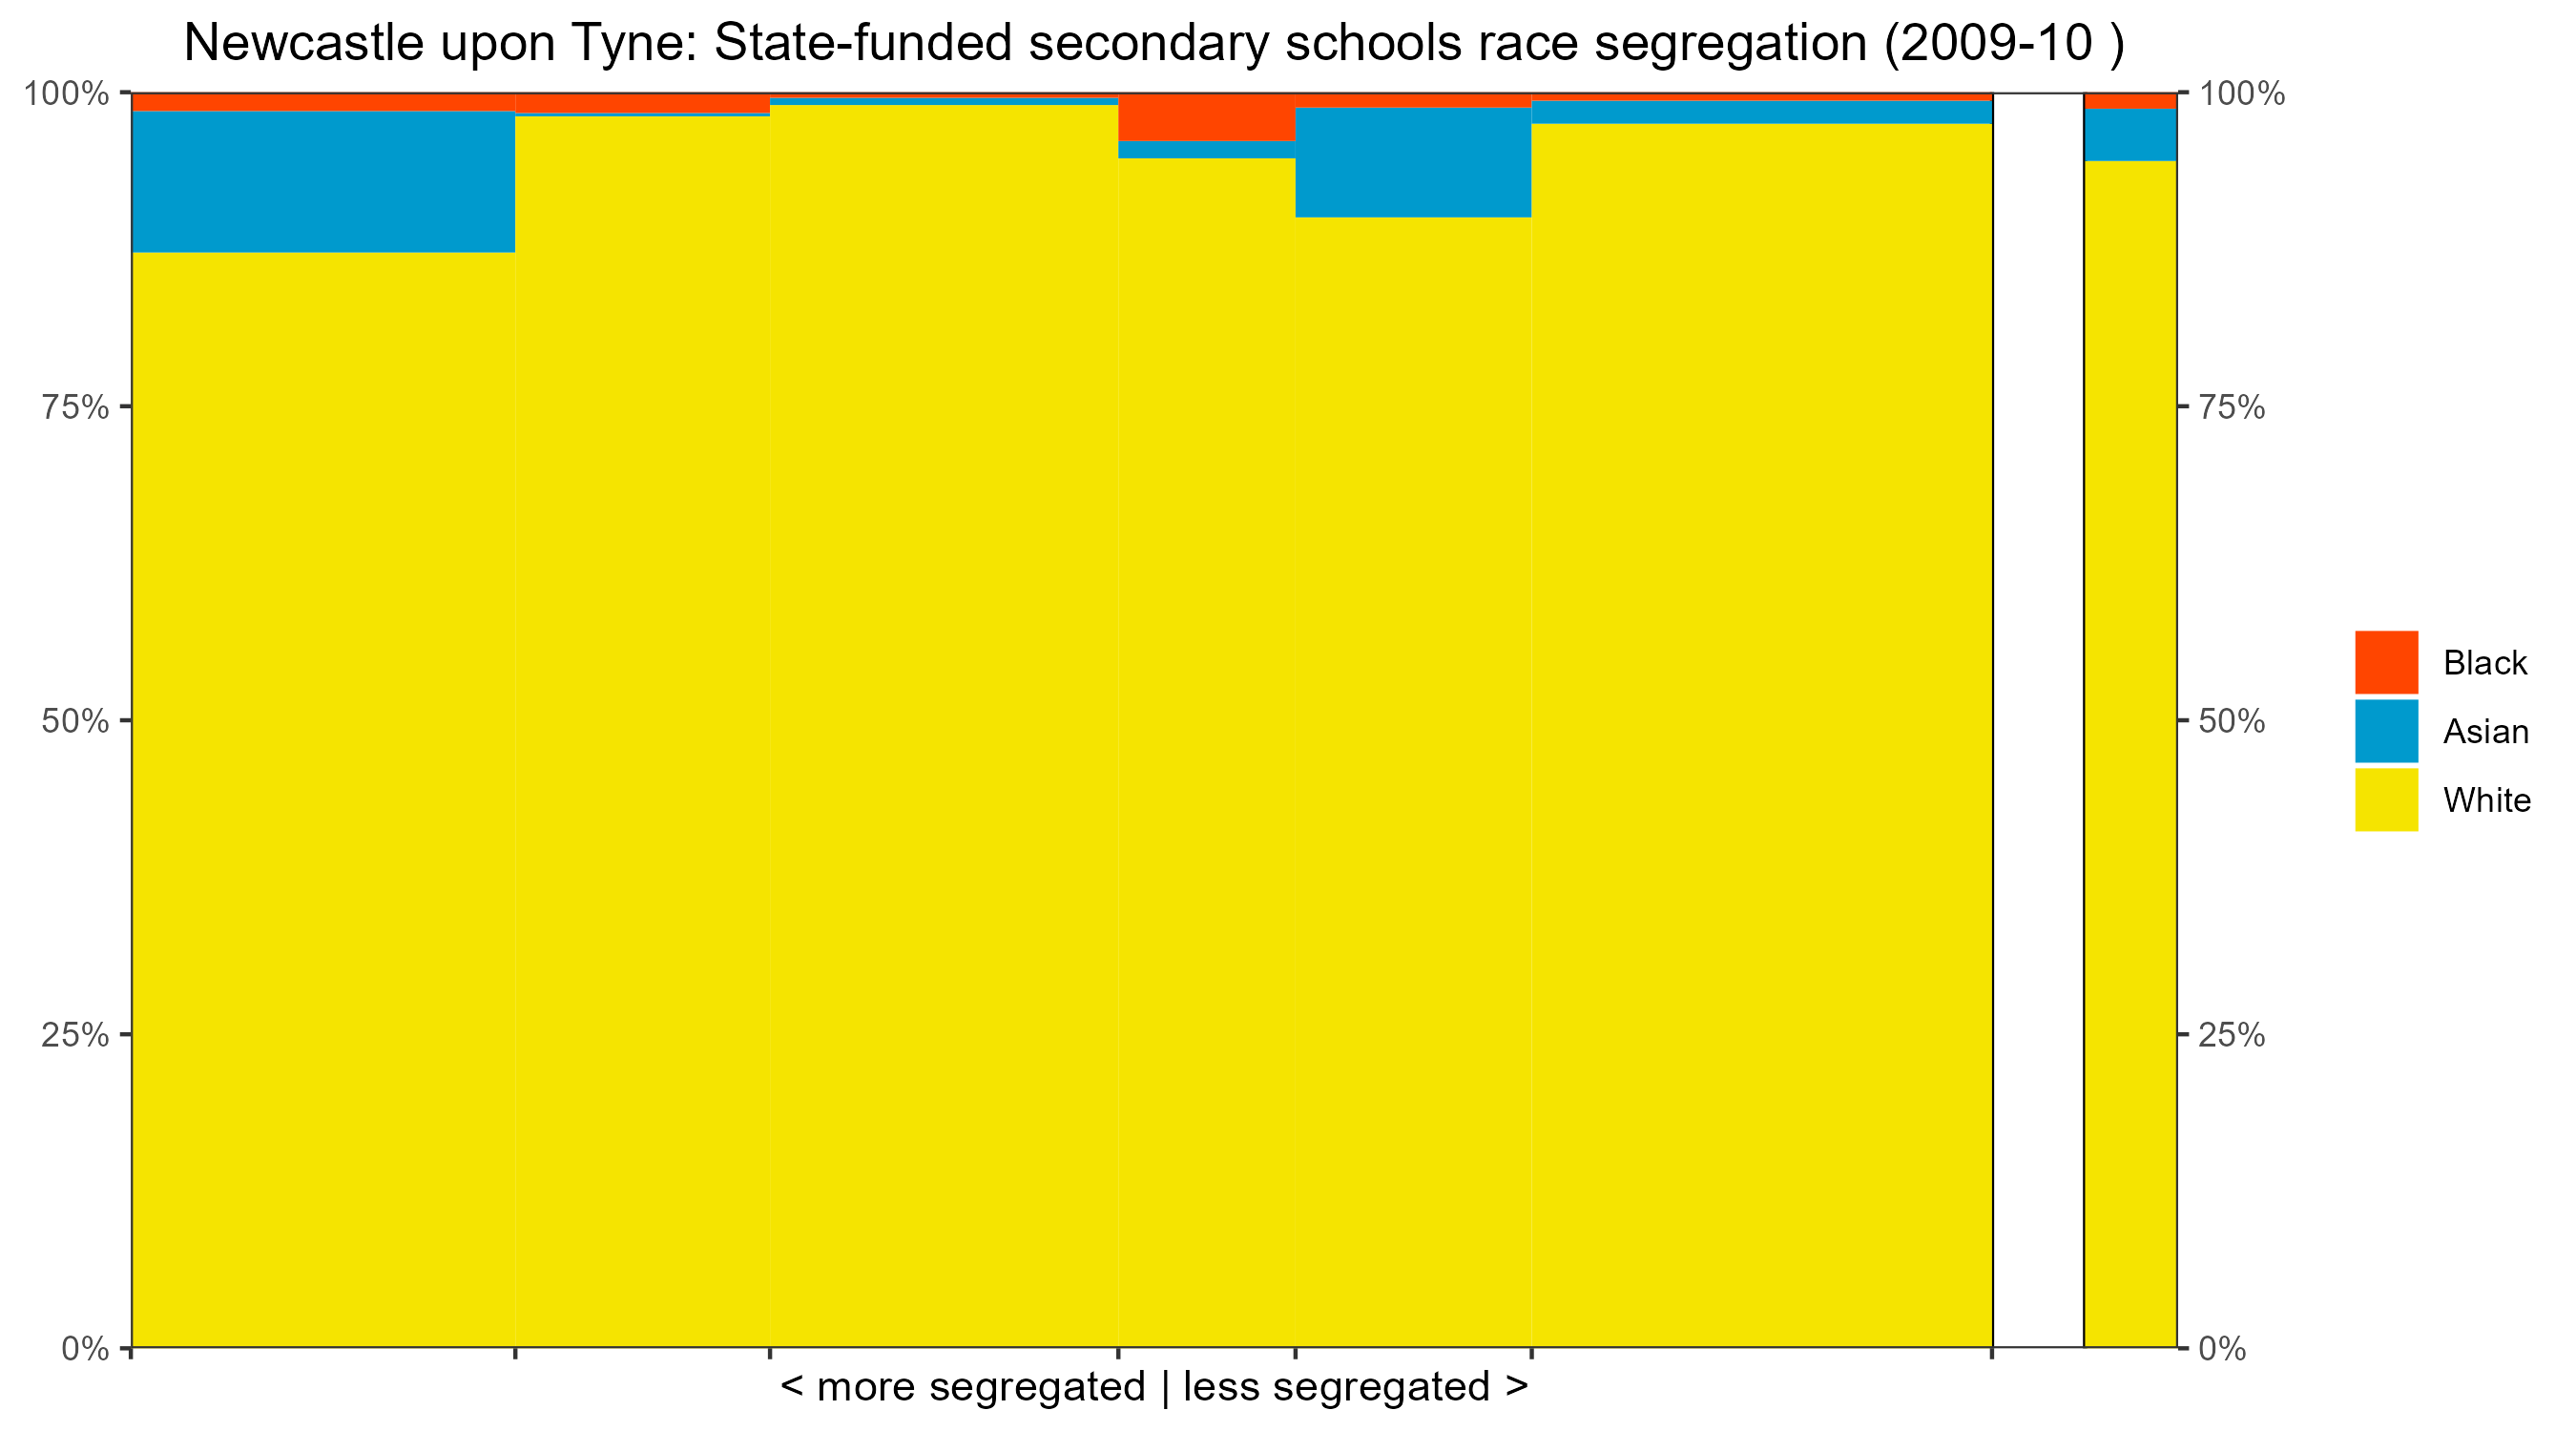 Newcastle upon Tyne: State-funded secondary schools race segregation (2009-10 )
100%
75%
50%
25%
0%
100%
75%
50%
25%
0%
Black
Asian
White
< more segregated | less segregated >